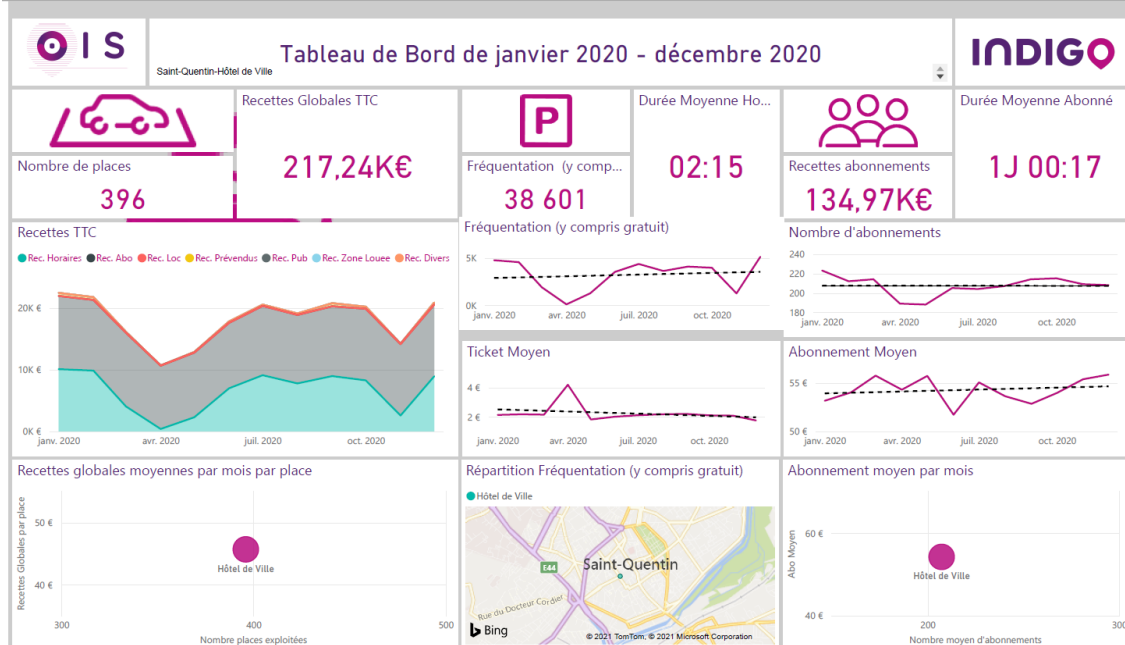 OIS
Saint-Quentin-Hôtel de Ville
Tableau de Bord de janvier 2020 - décembre 2020
INDIGO
Nombre de places
396
Recettes Globales TTC
217,24K€
P
Fréquentation (y comp...
38 601
Durée Moyenne Ho...
02:15
Recettes abonnements
134,97K€
Durée Moyenne Abonné
1J 00:17
Recettes TTC
Rec. Horaires Rec. Abo Rec. Loc Rec. Prévendus Rec. Pub Rec. Zone Louee Rec. Divers
20K €
10K €
0K €
janv. 2020 avr. 2020 juil. 2020 oct. 2020
Fréquentation (y compris gratuit)
5K
0K
janv. 2020 avr. 2020 juil. 2020 oct. 2020
Nombre d'abonnements
240
220
200
180
janv. 2020 avr. 2020 juil. 2020 oct. 2020
Ticket Moyen
4 €
2 €
janv. 2020 avr. 2020 juil. 2020 oct. 2020
Abonnement Moyen
55 €
50 €
janv. 2020 avr. 2020 juil. 2020 oct. 2020
Recettes globales moyennes par mois par place
Recettes Globales par place
50 €
40 €
Hôtel de Ville
300 400 500
Nombre places exploitées
Répartition Fréquentation (y compris gratuit)
Hôtel de Ville
E44
Saint-Quentin
Rue du Docteur Cordier
Bing
© 2021 TomTom, © 2021 Microsoft Corporation
Abonnement moyen par mois
Abo Moyen
60 €
40 €
Hôtel de Ville
200 300
Nombre moyen d'abonnements